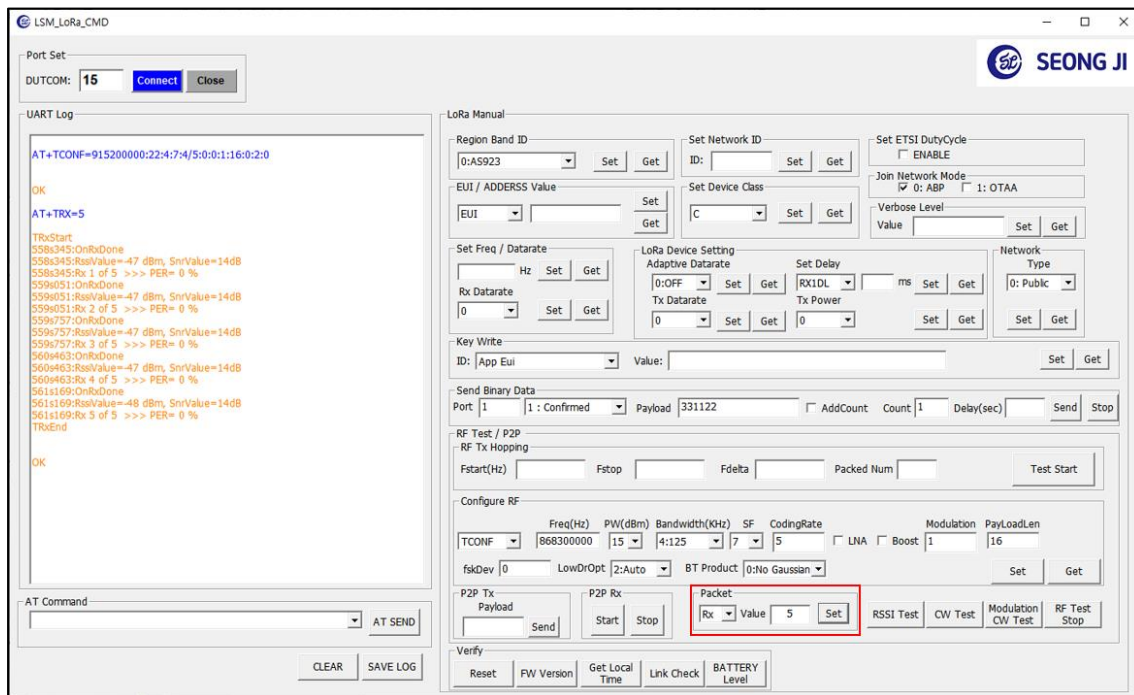 LSM_LoRa_CMD
Port Set
DUTCOM: 15 Connect Close
SEONG JI
UART Log
AT+TCONF=915200000:22:4:7:4/5:0:0:1:16:0:2:0
OK
AT+TRX=5
TRxStart
558s345:OnRxDone
558s345:RssiValue=-47 dBm, SnrValue=14dB
558s345:Rx 1 of 5 >>> PER= 0 %
559s051:OnRxDone
559s051:RssiValue=-47 dBm, SnrValue=14dB
559s051:Rx 2 of 5 >>> PER= 0 %
559s757:OnRxDone
559s757:RssiValue=-47 dBm, SnrValue=14dB
559s757:Rx 3 of 5 >>> PER= 0 %
560s463:OnRxDone
560s463:RssiValue=-47 dBm, SnrValue=14dB
560s463:Rx 4 of 5 >>> PER= 0 %
561s169:OnRxDone
561s169:RssiValue=-48 dBm, SnrValue=14dB
561s169:Rx 5 of 5 >>> PER= 0 %
TRxEnd
OK
AT Command
AT SEND
CLEAR SAVE LOG
LoRa Manual
Region Band ID
0:AS923 Set Get
Set Network ID
ID: Set Get
Set ETSI DutyCycle
ENABLE
Join Network Mode
0: ABP 1: OTAA
EUI / ADDERSS Value
EUI Set
Get
Set Device Class
C Set Get
Verbose Level
Value Set Get
Set Freq / Datarate
Hz Set Get
Rx Datarate
0 Set Get
LoRa Device Setting
Adaptive Datarate Set Delay
0:OFF Set Get RX1DL ms Set Get
Tx Datarate Tx Power
0 Set Get 0 Set Get
Network
Type
0: Public
Set Get
Key Write
ID: App Eui Value: Set Get
Send Binary Data
Port 1 1 : Confirmed Payload 331122 AddCount Count 1 Delay(sec) Send Stop
RF Test / P2P
RF Tx Hopping
Fstart(Hz) Fstop Fdelta Packed Num Test Start
Configure RF
Freq(Hz) PW(dBm) Bandwidth(KHz) SF CodingRate Modulation PayLoadLen
TCONF 868300000 15 4:125 7 5 LNA Boost 1 16
fskDev 0 LowDrOpt 2:Auto BT Product 0:No Gaussian Set Get
P2P Tx
Payload
Send
P2P Rx
Start Stop
Packet
Rx Value 5 Set
RSSI Test CW Test Modulation CW Test RF Test Stop
Verify
Reset FW Version Get Local Time Link Check BATTERY Level